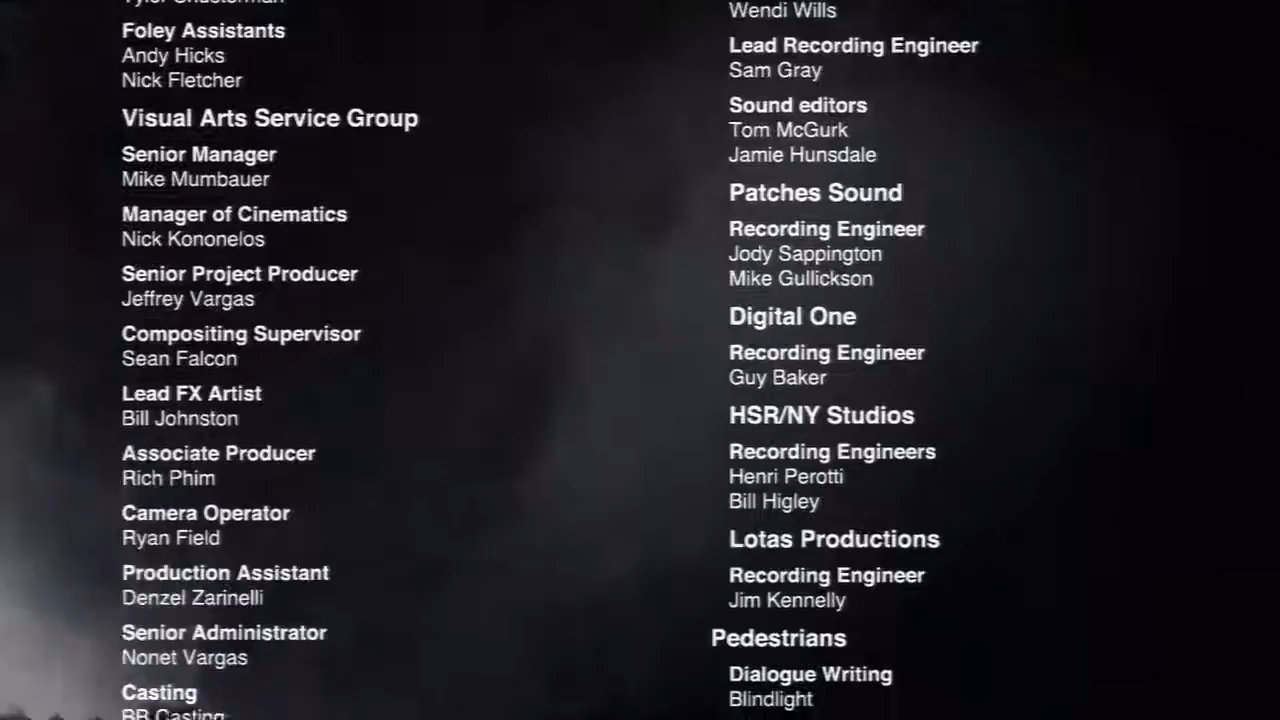 Foley Assistants
Andy Hicks
Nick Fletcher
Visual Arts Service Group
Senior Manager
Mike Mumbauer
Manager of Cinematics
Nick Kononelos
Senior Project Producer
Jeffrey Vargas
Compositing Supervisor
Sean Falcon
Lead FX Artist
Bill Johnston
Associate Producer
Rich Phim
Camera Operator
Ryan Field
Production Assistant
Denzel Zarinelli
Senior Administrator
Nonet Vargas
Casting
BB Casting
Wendi Wills
Lead Recording Engineer
Sam Gray
Sound editors
Tom McGurk
Jamie Hunsdale
Patches Sound
Recording Engineer
Jody Sappington
Mike Gullickson
Digital One
Recording Engineer
Guy Baker
HSR/NY Studios
Recording Engineers
Henri Perotti
Bill Higley
Lotas Productions
Recording Engineer
Jim Kennelly
Pedestrians
Dialogue Writing
Blindlight